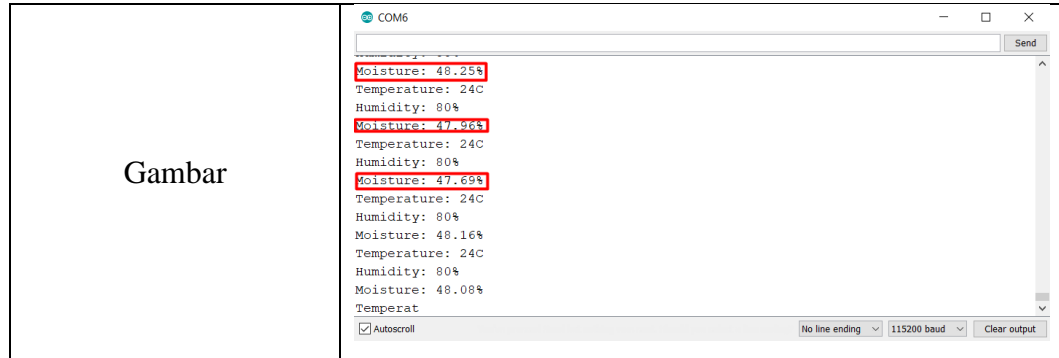 Gambar
COM6
Send
Moisture: 48.25%
Temperature: 24C
Humidity: 80%
Moisture: 47.96%
Temperature: 24C
Humidity: 80%
Moisture: 47.69%
Temperature: 24C
Humidity: 80%
Moisture: 48.16%
Temperature: 24C
Humidity: 80%
Moisture: 48.08%
Temperat
Autoscroll No line ending 115200 baud Clear output